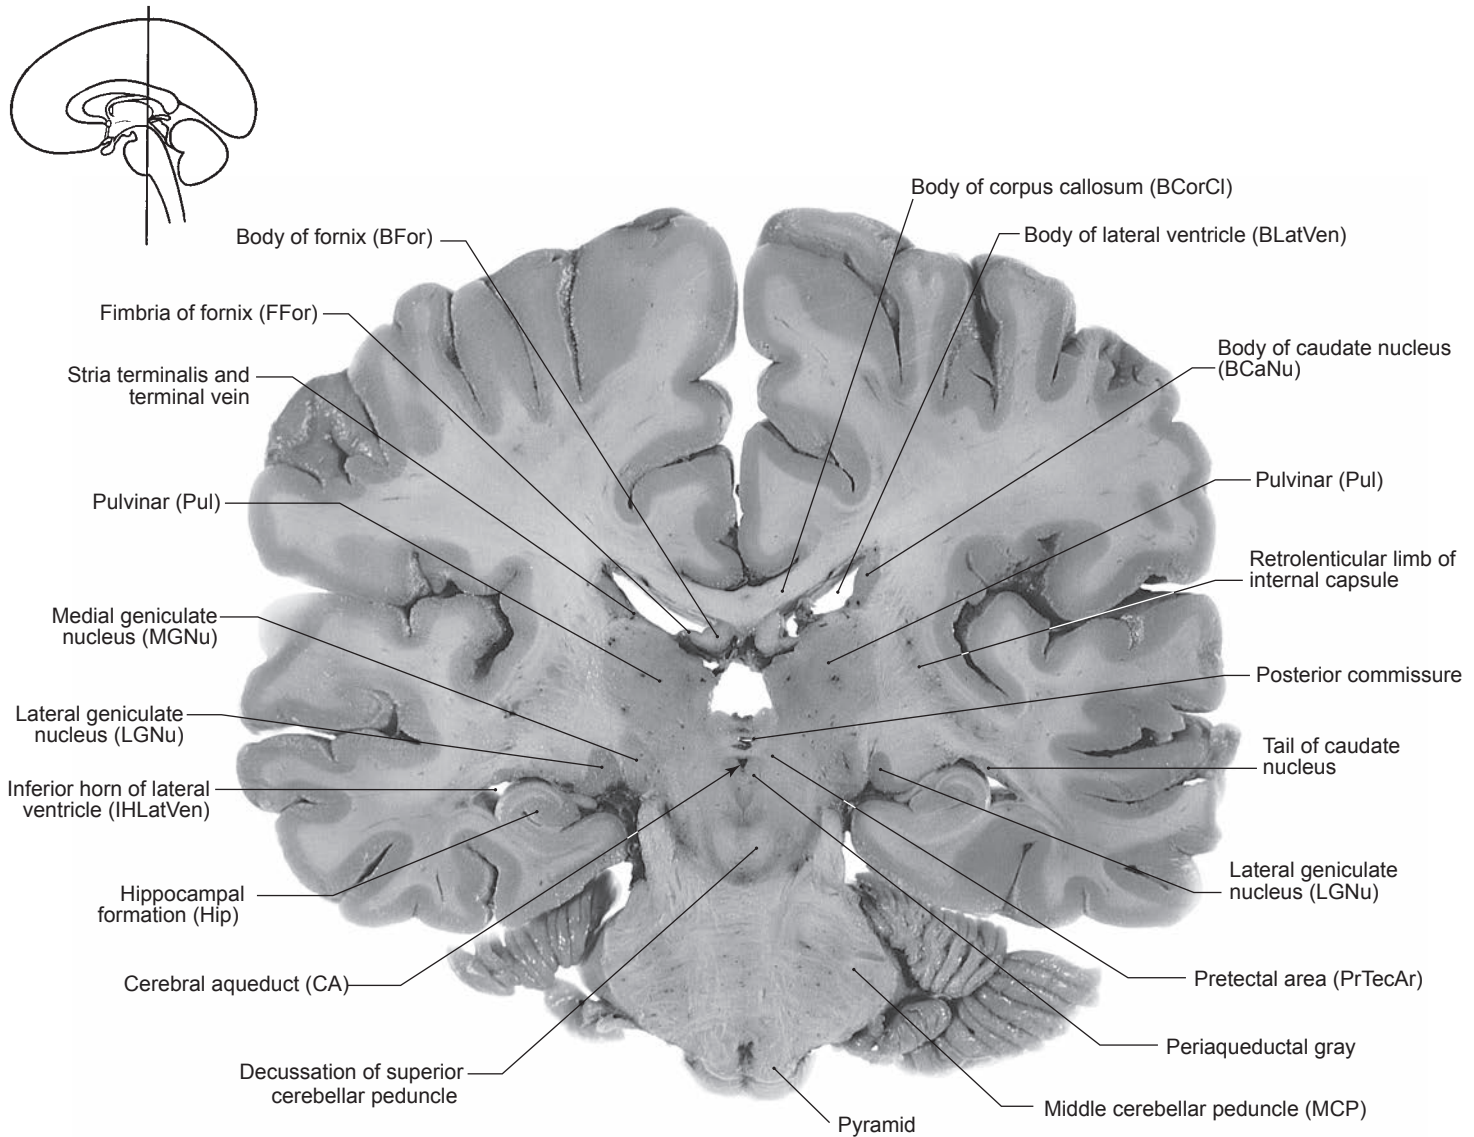 Body of corpus callosum (BCorCl)
Body of fornix (BFor)
Body of lateral ventricle (BLatVen)
Fimbria of fornix (FFor)
Body of caudate nucleus
(BCaNu)
Stria terminalis and
terminal vein
Pulvinar (Pul)
Pulvinar (Pul)
Retrolenticular limb of
internal capsule
Medial geniculate
nucleus (MGNu)
Posterior commissure
Lateral geniculate
nucleus (LGNu)
Tail of caudate
nucleus
Inferior horn of lateral
ventricle (IHLatVen)
Lateral geniculate
nucleus (LGNu)
Hippocampal
formation (Hip)
Cerebral aqueduct (CA)
Pretectal area (PrTecAr)
Periaqueductal gray
Decussation of superior
cerebellar peduncle
Middle cerebellar peduncle (MCP)
Pyramid